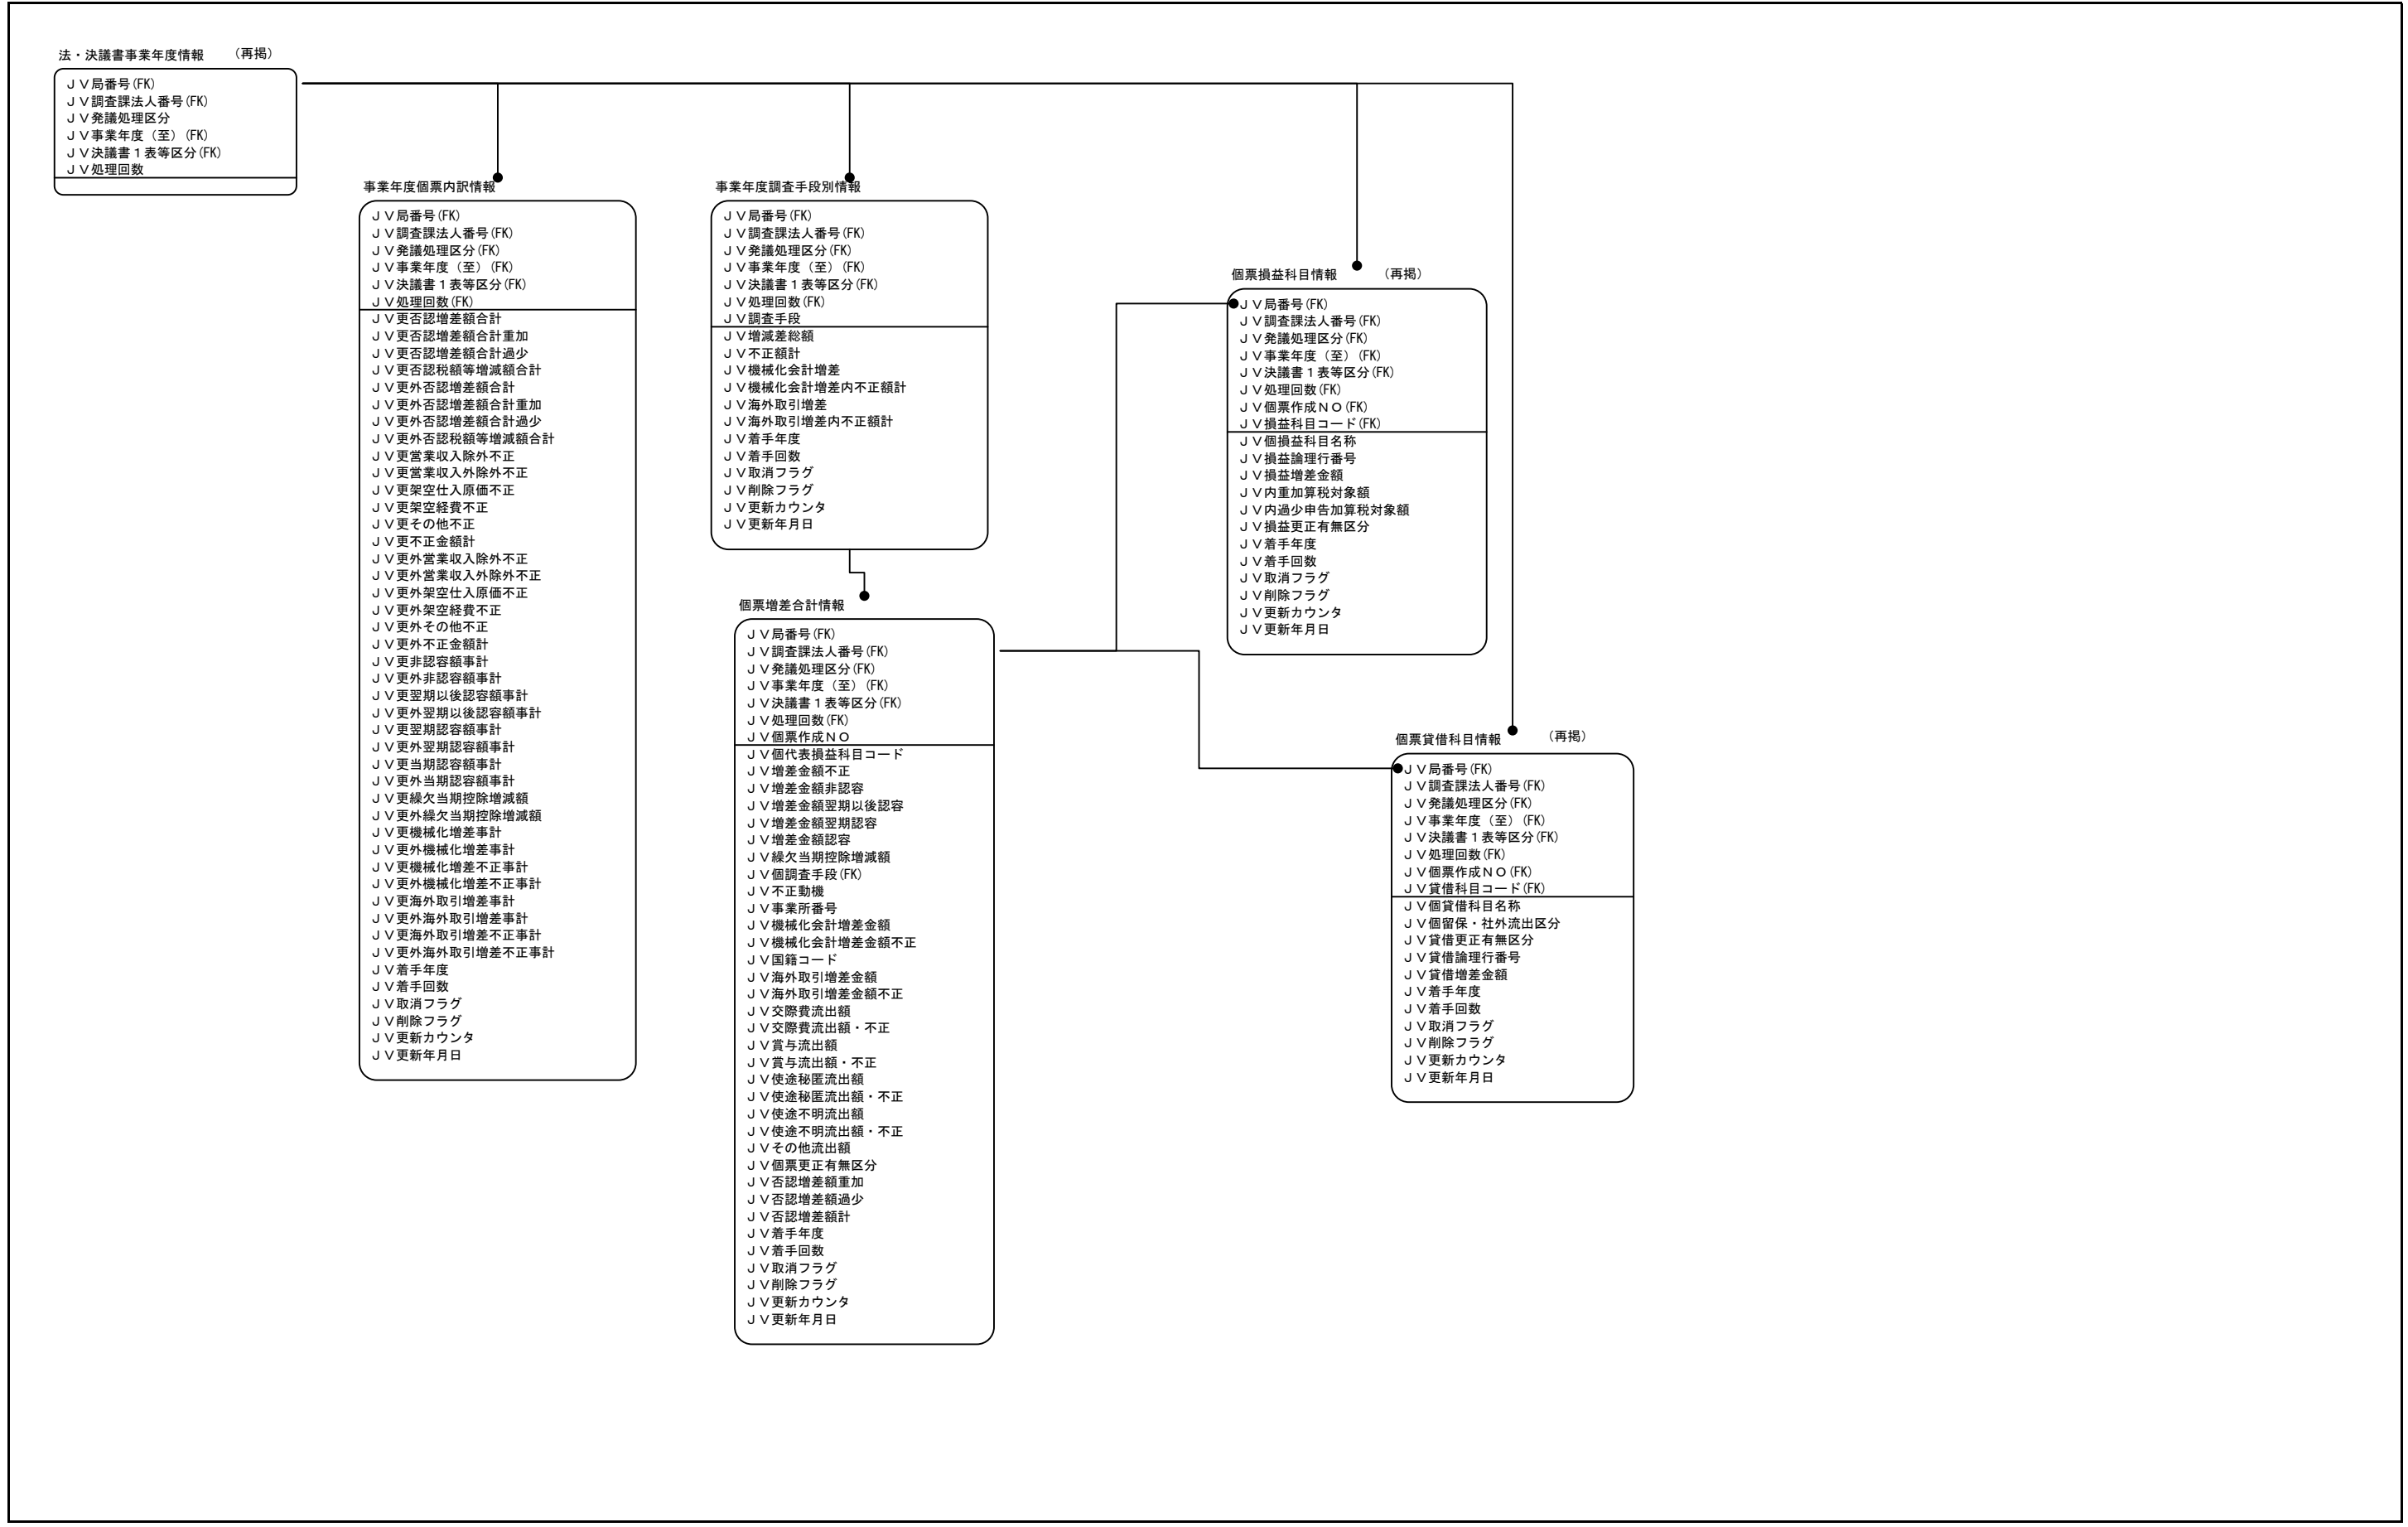 法・決議書事業年度情報　（再掲）
ＪＶ局番号(FK)
ＪＶ調査課法人番号(FK)
ＪＶ発議処理区分
ＪＶ事業年度（至）(FK)
ＪＶ決議書１表等区分(FK)
ＪＶ処理回数
事業年度個票内訳情報
ＪＶ局番号(FK)
ＪＶ調査課法人番号(FK)
ＪＶ発議処理区分(FK)
ＪＶ事業年度（至）(FK)
ＪＶ決議書１表等区分(FK)
ＪＶ処理回数(FK)
ＪＶ更否認増差額合計
ＪＶ更否認増差額合計重加
ＪＶ更否認増差額合計過少
ＪＶ更否認税額等増減額合計
ＪＶ更外否認増差額合計
ＪＶ更外否認増差額合計重加
ＪＶ更外否認増差額合計過少
ＪＶ更外否認税額等増減額合計
ＪＶ更営業収入除外不正
ＪＶ更営業収入外除外不正
ＪＶ更架空仕入原価不正
ＪＶ更架空経費不正
ＪＶ更その他不正
ＪＶ更不正金額計
ＪＶ更外営業収入除外不正
ＪＶ更外営業収入外除外不正
ＪＶ更外架空仕入原価不正
ＪＶ更外架空経費不正
ＪＶ更外その他不正
ＪＶ更外不正金額計
ＪＶ更非認容額事計
ＪＶ更外非認容額事計
ＪＶ更翌期以後認容額事計
ＪＶ更外翌期以後認容額事計
ＪＶ更翌期認容額事計
ＪＶ更外翌期認容額事計
ＪＶ更当期認容額事計
ＪＶ更外当期認容額事計
ＪＶ更繰欠当期控除増減額
ＪＶ更外繰欠当期控除増減額
ＪＶ更機械化増差事計
ＪＶ更外機械化増差事計
ＪＶ更機械化増差不正事計
ＪＶ更外機械化増差不正事計
ＪＶ更海外取引増差事計
ＪＶ更外海外取引増差事計
ＪＶ更海外取引増差不正事計
ＪＶ更外海外取引増差不正事計
ＪＶ着手年度
ＪＶ着手回数
ＪＶ取消フラグ
ＪＶ削除フラグ
ＪＶ更新カウンタ
ＪＶ更新年月日
事業年度調査手段別情報
ＪＶ局番号(FK)
ＪＶ調査課法人番号(FK)
ＪＶ発議処理区分(FK)
ＪＶ事業年度（至）(FK)
ＪＶ決議書１表等区分(FK)
ＪＶ処理回数(FK)
ＪＶ調査手段
ＪＶ増減差総額
ＪＶ不正額計
ＪＶ機械化会計増差
ＪＶ機械化会計増差内不正額計
ＪＶ海外取引増差
ＪＶ海外取引増差内不正額計
ＪＶ着手年度
ＪＶ着手回数
ＪＶ取消フラグ
ＪＶ削除フラグ
ＪＶ更新カウンタ
ＪＶ更新年月日
個票増差合計情報
ＪＶ局番号(FK)
ＪＶ調査課法人番号(FK)
ＪＶ発議処理区分(FK)
ＪＶ事業年度（至）(FK)
ＪＶ決議書１表等区分(FK)
ＪＶ処理回数(FK)
ＪＶ個票作成ＮＯ
ＪＶ個代表損益科目コード
ＪＶ増差金額不正
ＪＶ増差金額非認容
ＪＶ増差金額翌期以後認容
ＪＶ増差金額翌期認容
ＪＶ増差金額認容
ＪＶ繰欠当期控除増減額
ＪＶ個調査手段(FK)
ＪＶ不正動機
ＪＶ事業所番号
ＪＶ機械化会計増差金額
ＪＶ機械化会計増差金額不正
ＪＶ国籍コード
ＪＶ海外取引増差金額
ＪＶ海外取引増差金額不正
ＪＶ交際費流出額
ＪＶ交際費流出額・不正
ＪＶ賞与流出額
ＪＶ賞与流出額・不正
ＪＶ使途秘匿流出額
ＪＶ使途秘匿流出額・不正
ＪＶ使途不明流出額
ＪＶ使途不明流出額・不正
ＪＶその他流出額
ＪＶ個票更正有無区分
ＪＶ否認増差額重加
ＪＶ否認増差額過少
ＪＶ否認増差額計
ＪＶ着手年度
ＪＶ着手回数
ＪＶ取消フラグ
ＪＶ削除フラグ
ＪＶ更新カウンタ
ＪＶ更新年月日
個票損益科目情報　（再掲）
ＪＶ局番号(FK)
ＪＶ調査課法人番号(FK)
ＪＶ発議処理区分(FK)
ＪＶ事業年度（至）(FK)
ＪＶ決議書１表等区分(FK)
ＪＶ処理回数(FK)
ＪＶ個票作成ＮＯ(FK)
ＪＶ損益科目コード(FK)
ＪＶ個損益科目名称
ＪＶ損益論理行番号
ＪＶ損益増差金額
ＪＶ内重加算税対象額
ＪＶ内過少申告加算税対象額
ＪＶ損益更正有無区分
ＪＶ着手年度
ＪＶ着手回数
ＪＶ取消フラグ
ＪＶ削除フラグ
ＪＶ更新カウンタ
ＪＶ更新年月日
個票貸借科目情報　（再掲）
ＪＶ局番号(FK)
ＪＶ調査課法人番号(FK)
ＪＶ発議処理区分(FK)
ＪＶ事業年度（至）(FK)
ＪＶ決議書１表等区分(FK)
ＪＶ処理回数(FK)
ＪＶ個票作成ＮＯ(FK)
ＪＶ貸借科目コード(FK)
ＪＶ個貸借科目名称
ＪＶ個留保・社外流出区分
ＪＶ貸借更正有無区分
ＪＶ貸借論理行番号
ＪＶ貸借増差金額
ＪＶ着手年度
ＪＶ着手回数
ＪＶ取消フラグ
ＪＶ削除フラグ
ＪＶ更新カウンタ
ＪＶ更新年月日